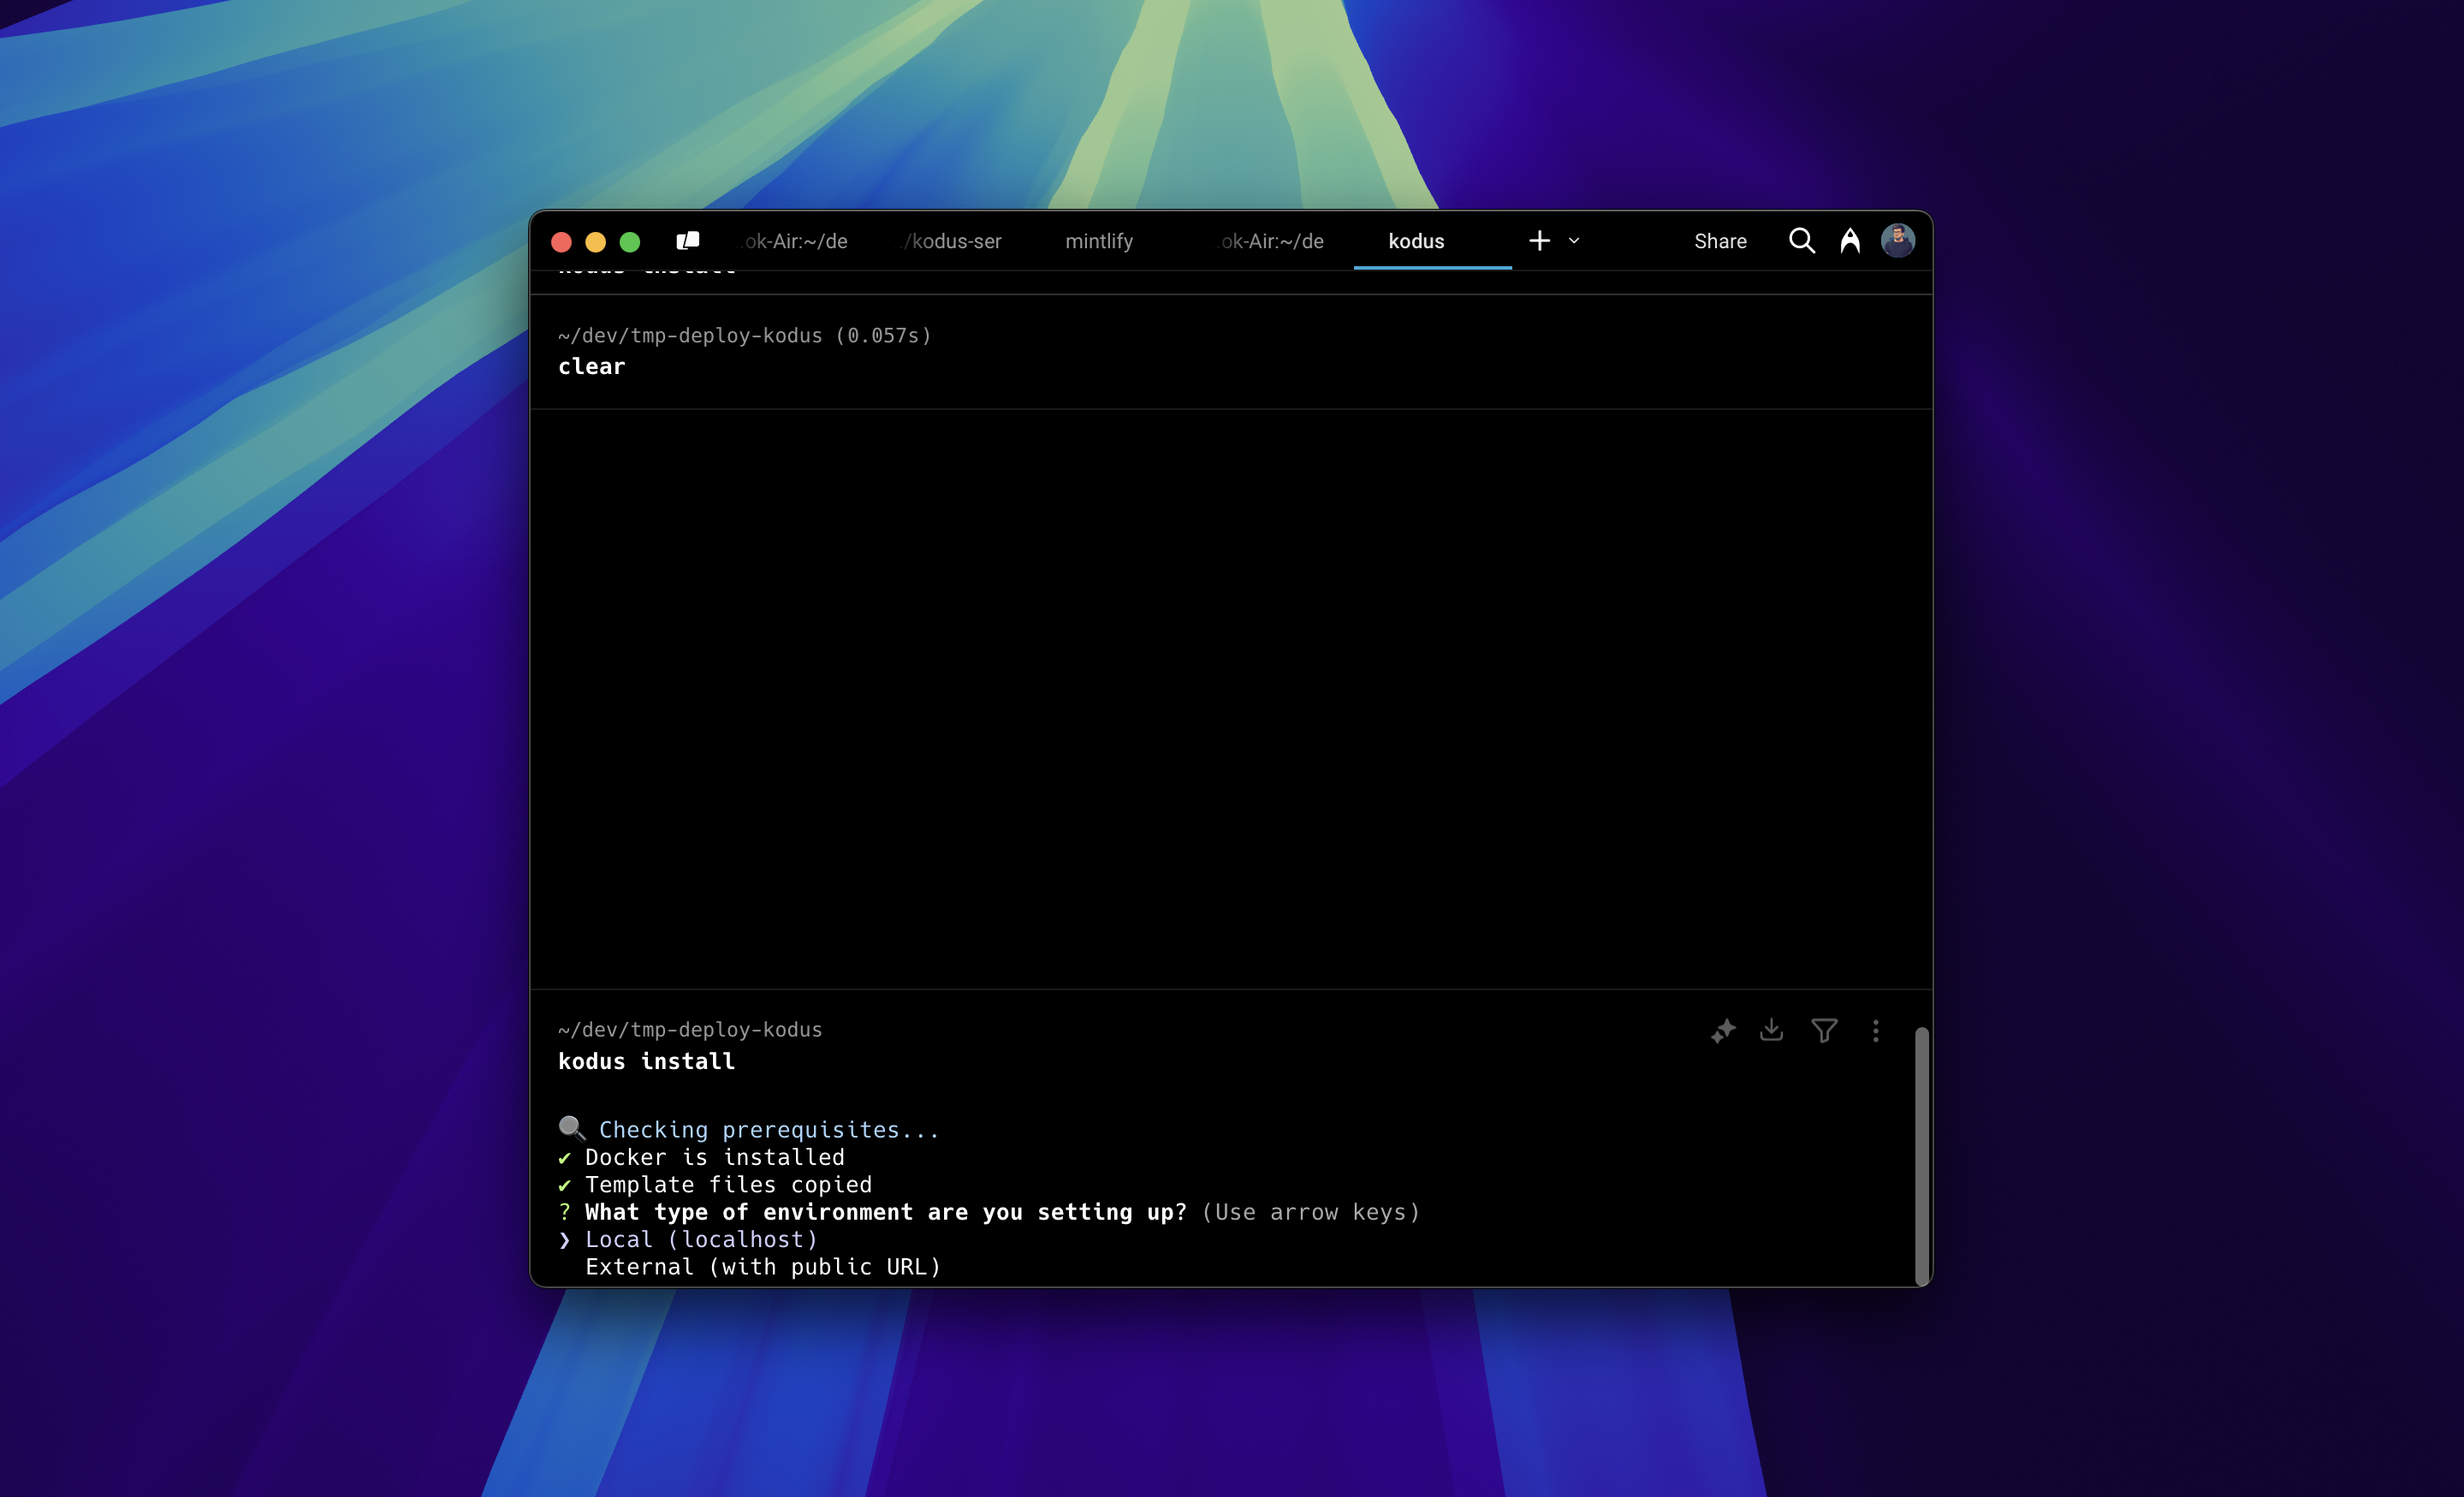 .ok-Air:~/de ../kodus-ser mintlify .ok-Air:~/de kodus Share
kodus install
~/dev/tmp-deploy-kodus (0.057s)
clear
~/dev/tmp-deploy-kodus
kodus install
Checking prerequisites...
✔ Docker is installed
✔ Template files copied
? What type of environment are you setting up? (Use arrow keys)
❯ Local (localhost)
External (with public URL)